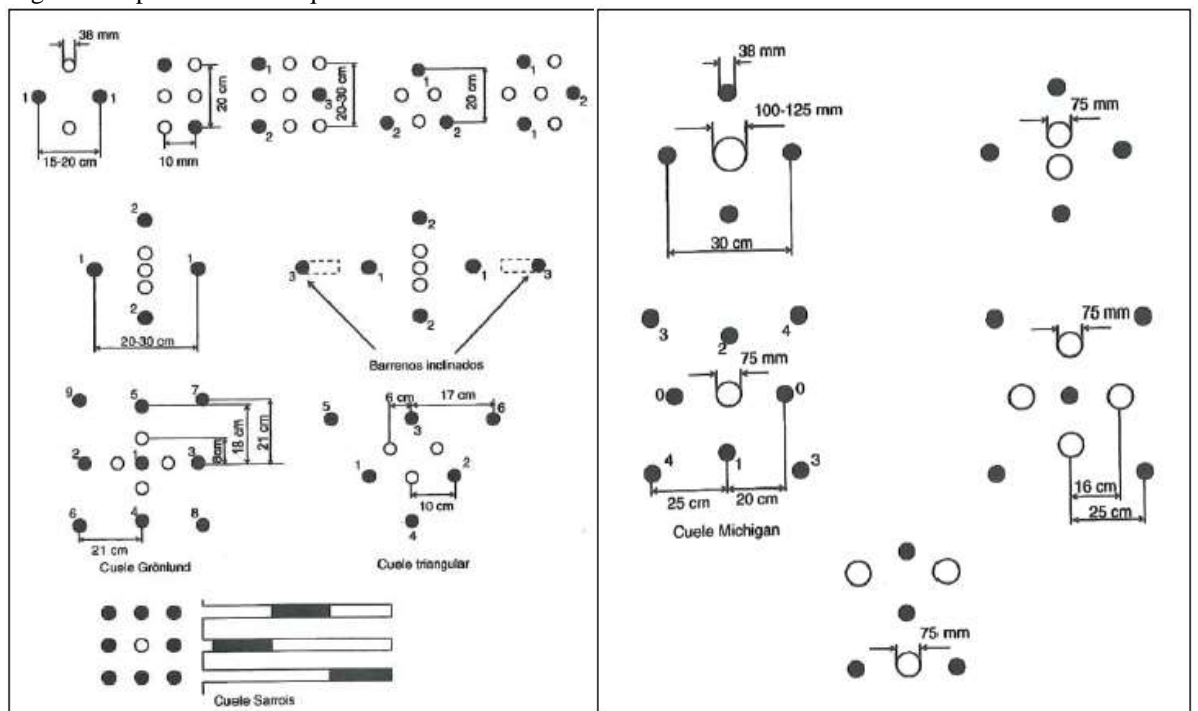 38 mm
1
1
15-20 cm
20 cm
10 mm
1
3
2
20-30 cm
1
2
2
20 cm
1
2
1
2
1
1
2
20-30 cm
2
3
1
1
3
2
Barrenos inclinados
9
5
7
2
1
3
8cm
18 cm
21 cm
6
4
8
21 cm
Cuele Grönlund
6 cm
17 cm
5
3
6
1
2
10 cm
4
Cuele triangular
Cuele Sarrois
38 mm
100-125 mm
30 cm
75 mm
3
2
4
75 mm
0
0
4
1
3
25 cm
20 cm
Cuele Michigan
75 mm
16 cm
25 cm
75 mm